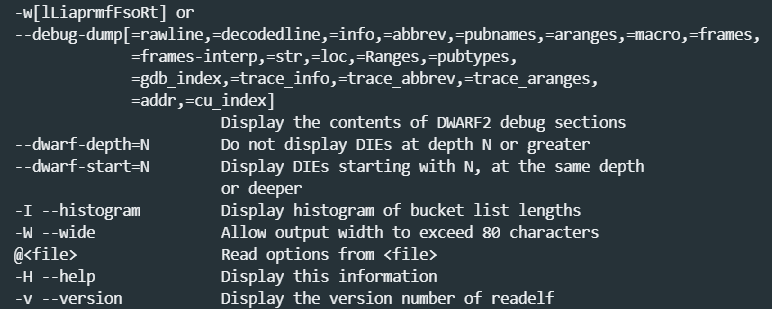 -w[lLiaprmfFsoRt] or
--debug-dump[=rawline,=decodedline,=info,=abbrev,=pubnames,=aranges,=macro,=frames,
=frames-interp,=str,=loc,=Ranges,=pubtypes,
=gdb_index,=trace_info,=trace_abbrev,=trace_aranges,
=addr,=cu_index]
Display the contents of DWARF2 debug sections
--dwarf-depth=N Do not display DIEs at depth N or greater
--dwarf-start=N Display DIEs starting with N, at the same depth
or deeper
-I --histogram Display histogram of bucket list lengths
-W --wide Allow output width to exceed 80 characters
@<file> Read options from <file>
-H --help Display this information
-v --version Display the version number of readelf